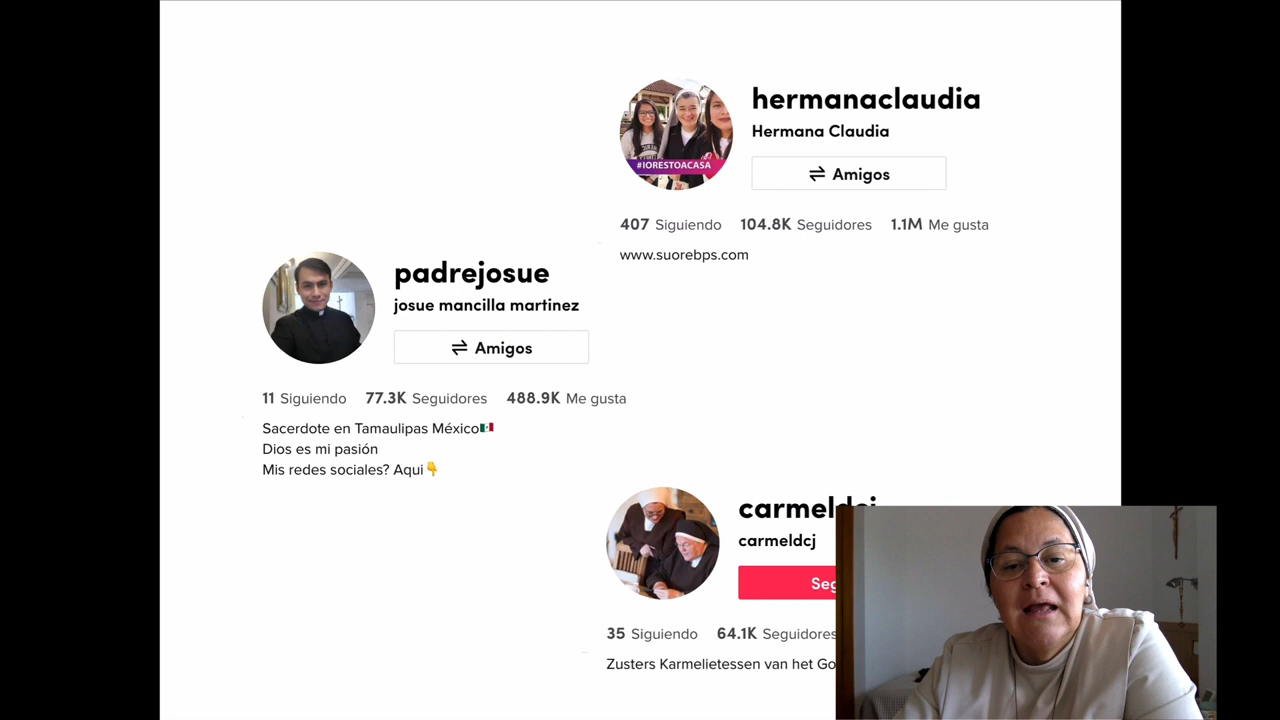 hermanaclaudia
Hermana Claudia
#IORESTOACASA
⇌ Amigos
407 Siguiendo 104.8K Seguidores 1.1M Me gusta
www.suorebps.com
padrejosue
josue mancilla martinez
⇌ Amigos
11 Siguiendo 77.3K Seguidores 488.9K Me gusta
Sacerdote en Tamaulipas México🇲🇽
Dios es mi pasión
Mis redes sociales? Aqui👇
carmeldcj
carmeldcj
35 Siguiendo 64.1K Seguidores
Zusters Karmelietessen van het